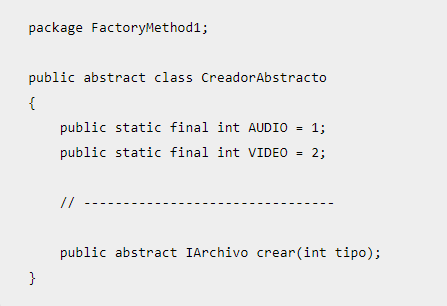 package FactoryMethod1;
public abstract class CreadorAbstracto
{
public static final int AUDIO = 1;
public static final int VIDEO = 2;
// --------------------------------
public abstract IArchivo crear(int tipo);
}